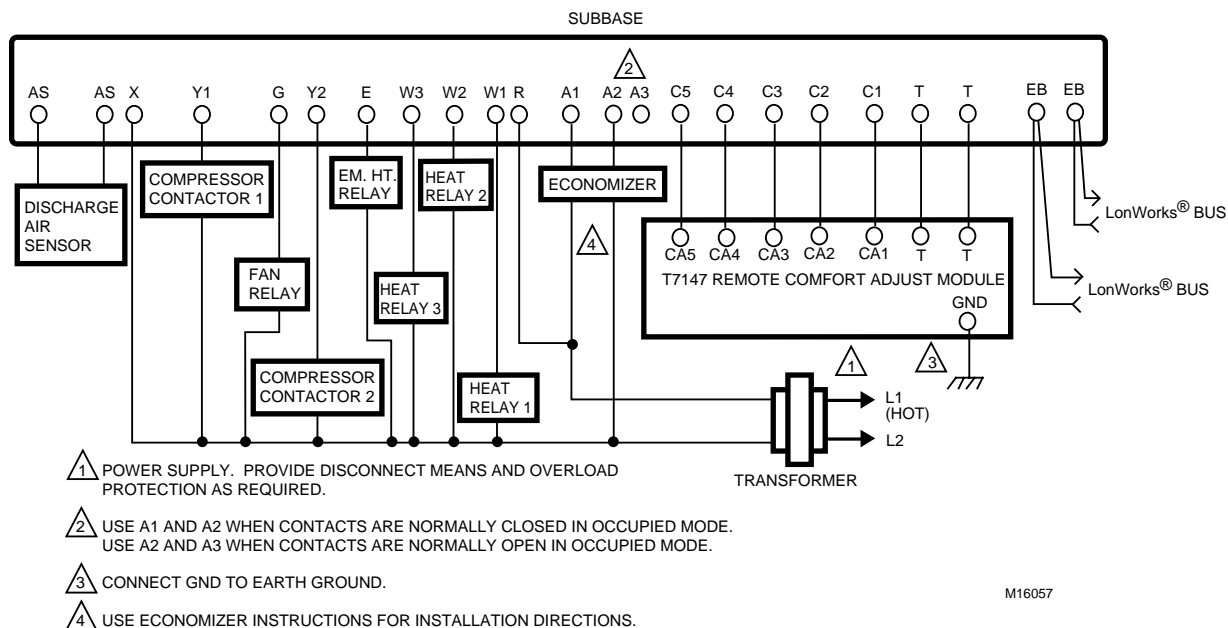 SUBBASE
2
AS AS X Y1 G Y2 E W3 W2 W1 R A1 A2 A3 C5 C4 C3 C2 C1 T T EB EB
DISCHARGE
AIR
SENSOR
COMPRESSOR
CONTACTOR 1
FAN
RELAY
COMPRESSOR
CONTACTOR 2
EM. HT.
RELAY
HEAT
RELAY 3
HEAT
RELAY 2
HEAT
RELAY 1
ECONOMIZER
4
CA5 CA4 CA3 CA2 CA1 T T
T7147 REMOTE COMFORT ADJUST MODULE
GND
LonWorks® BUS
LonWorks® BUS
1
3
L1
(HOT)
L2
TRANSFORMER
1 POWER SUPPLY. PROVIDE DISCONNECT MEANS AND OVERLOAD
PROTECTION AS REQUIRED.
2 USE A1 AND A2 WHEN CONTACTS ARE NORMALLY CLOSED IN OCCUPIED MODE.
USE A2 AND A3 WHEN CONTACTS ARE NORMALLY OPEN IN OCCUPIED MODE.
3 CONNECT GND TO EARTH GROUND.
M16057
4 USE ECONOMIZER INSTRUCTIONS FOR INSTALLATION DIRECTIONS.